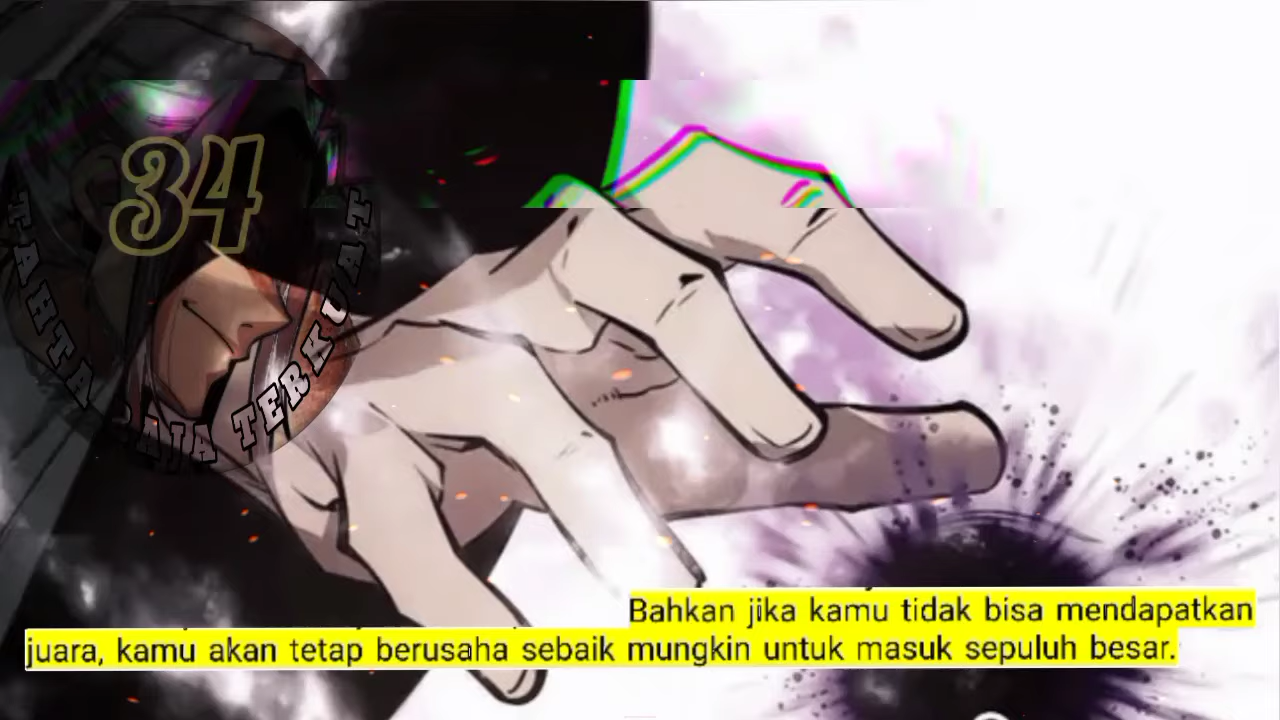 34
TAHTA RAJA TERKUAT
Bahkan jika kamu tidak bisa mendapatkan
juara, kamu akan tetap berusaha sebaik mungkin untuk masuk sepuluh besar.